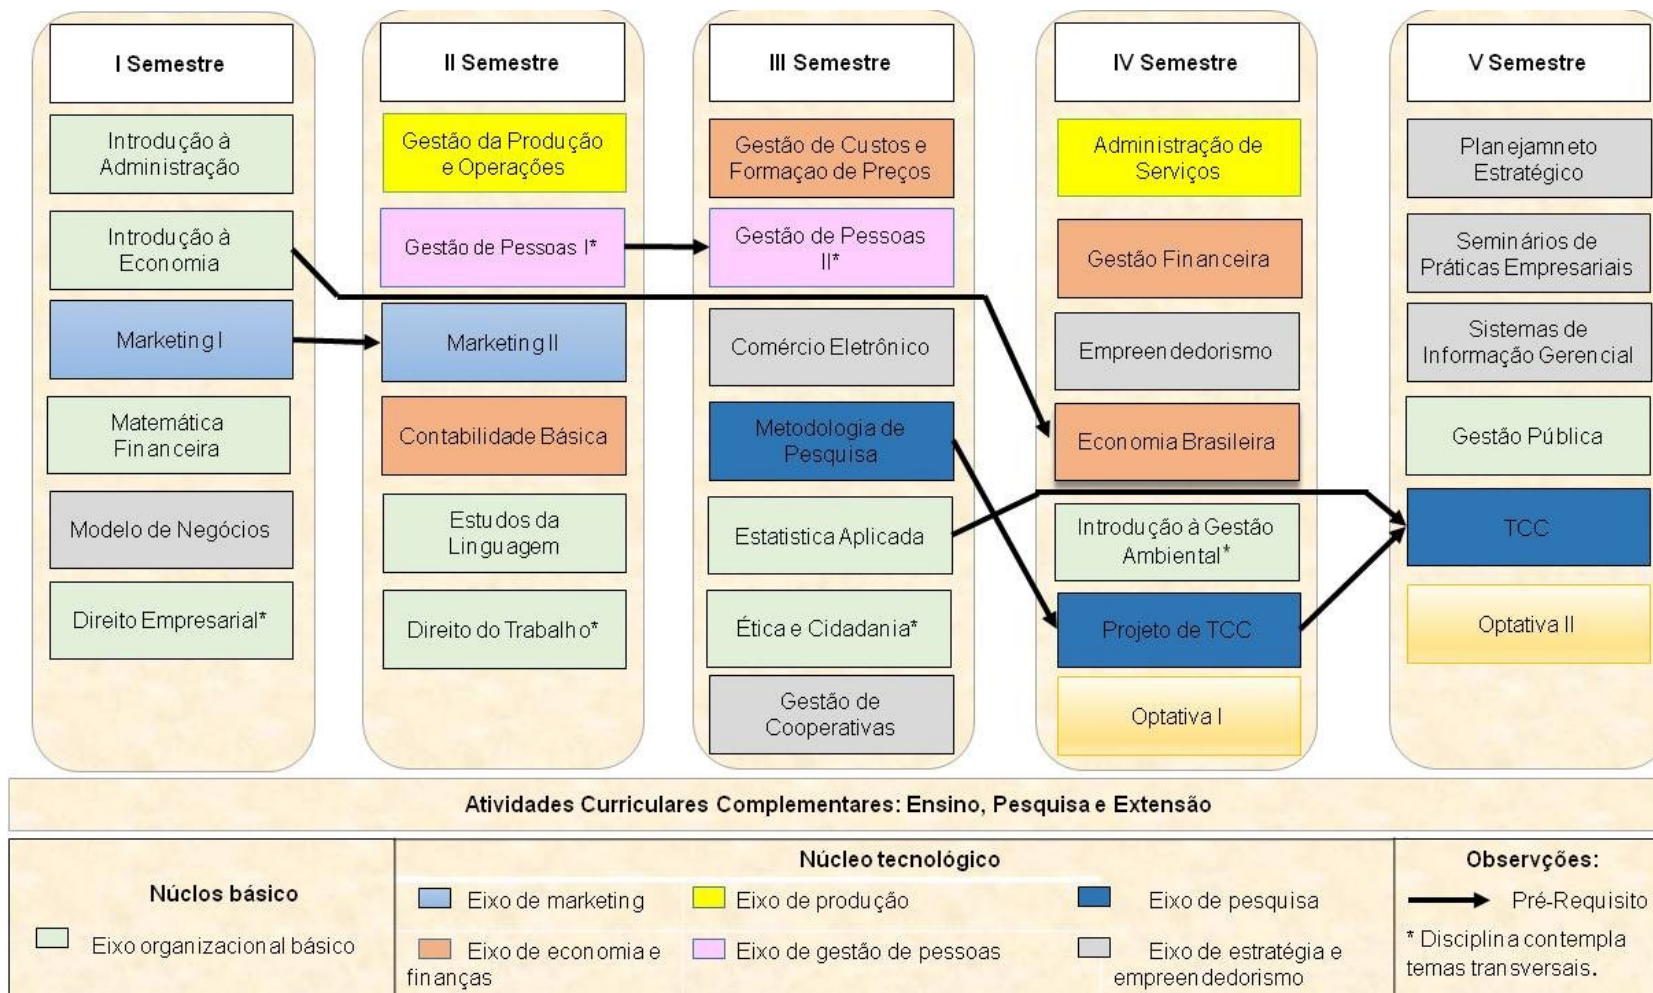 I Semestre
Introdução à
Administração
Introdução à
Economia
Marketing I
Matemática
Financeira
Modelo de Negócios
Direito Empresarial*
II Semestre
Gestão da Produção
e Operações
Gestão de Pessoas I*
Marketing II
Contabilidade Básica
Estudos da
Linguagem
Direito do Trabalho*
III Semestre
Gestão de Custos e
Formaçao de Preços
Gestão de Pessoas
II*
Comércio Eletrônico
Metodologia de
Pesquisa
Estatistica Aplicada
Ética e Cidadania*
Gestão de
Cooperativas
IV Semestre
Administração de
Serviços
Gestão Financeira
Empreendedorismo
Economia Brasileira
Introdução à Gestão
Ambiental*
Projeto de TCC
Optativa I
V Semestre
Planejamneto
Estratégico
Seminários de
Práticas Empresariais
Sistemas de
Informação Gerencial
Gestão Pública
TCC
Optativa II
Atividades Curriculares Complementares: Ensino, Pesquisa e Extensão
Núclos básico
Eixo organizacional básico
Núcleo tecnológico
Eixo de marketing
Eixo de produção
Eixo de pesquisa
Eixo de economia e
finanças
Eixo de gestão de pessoas
Eixo de estratégia e
empreendedorismo
Observções:
Pré-Requisito
* Disciplina contempla
temas transversais.